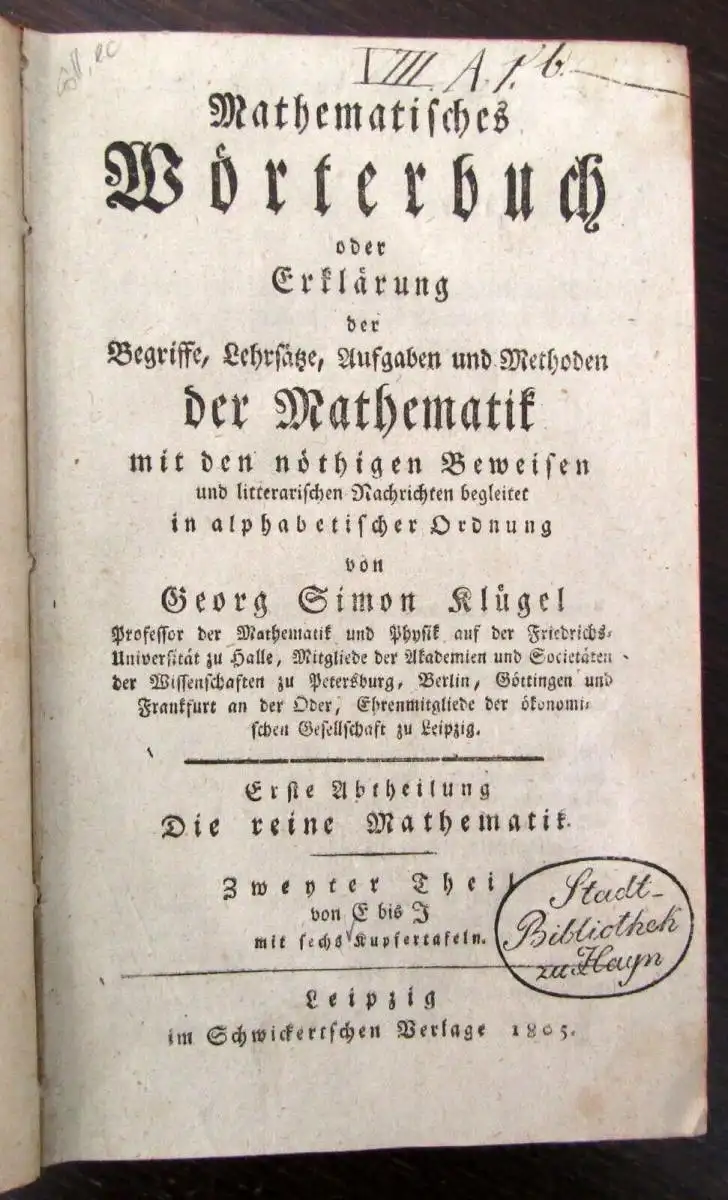 VIII. A. 1. b.
Mathematisches
Wörterbuch
oder
Erklärung
der
Begriffe, Lehrsätze, Aufgaben und Methoden
der Mathematik
mit den nöthigen Beweisen
und litterarischen Nachrichten begleitet
in alphabetischer Ordnung
von
Georg Simon Klügel
Professor der Mathematik und Physik auf der Friedrichs-
Universität zu Halle, Mitgliede der Akademien und Societäten
der Wissenschaften zu Petersburg, Berlin, Göttingen und
Frankfurt an der Oder, Ehrenmitgliede der ökonomi-
schen Gesellschaft zu Leipzig.
Erste Abtheilung
Die reine Mathematik.
Zweyter Theil
von E bis J
mit sechs Kupfertafeln.
Stadt-
Bibliothek
zu Hayn
Leipzig
im Schwickertschen Verlage 1805.